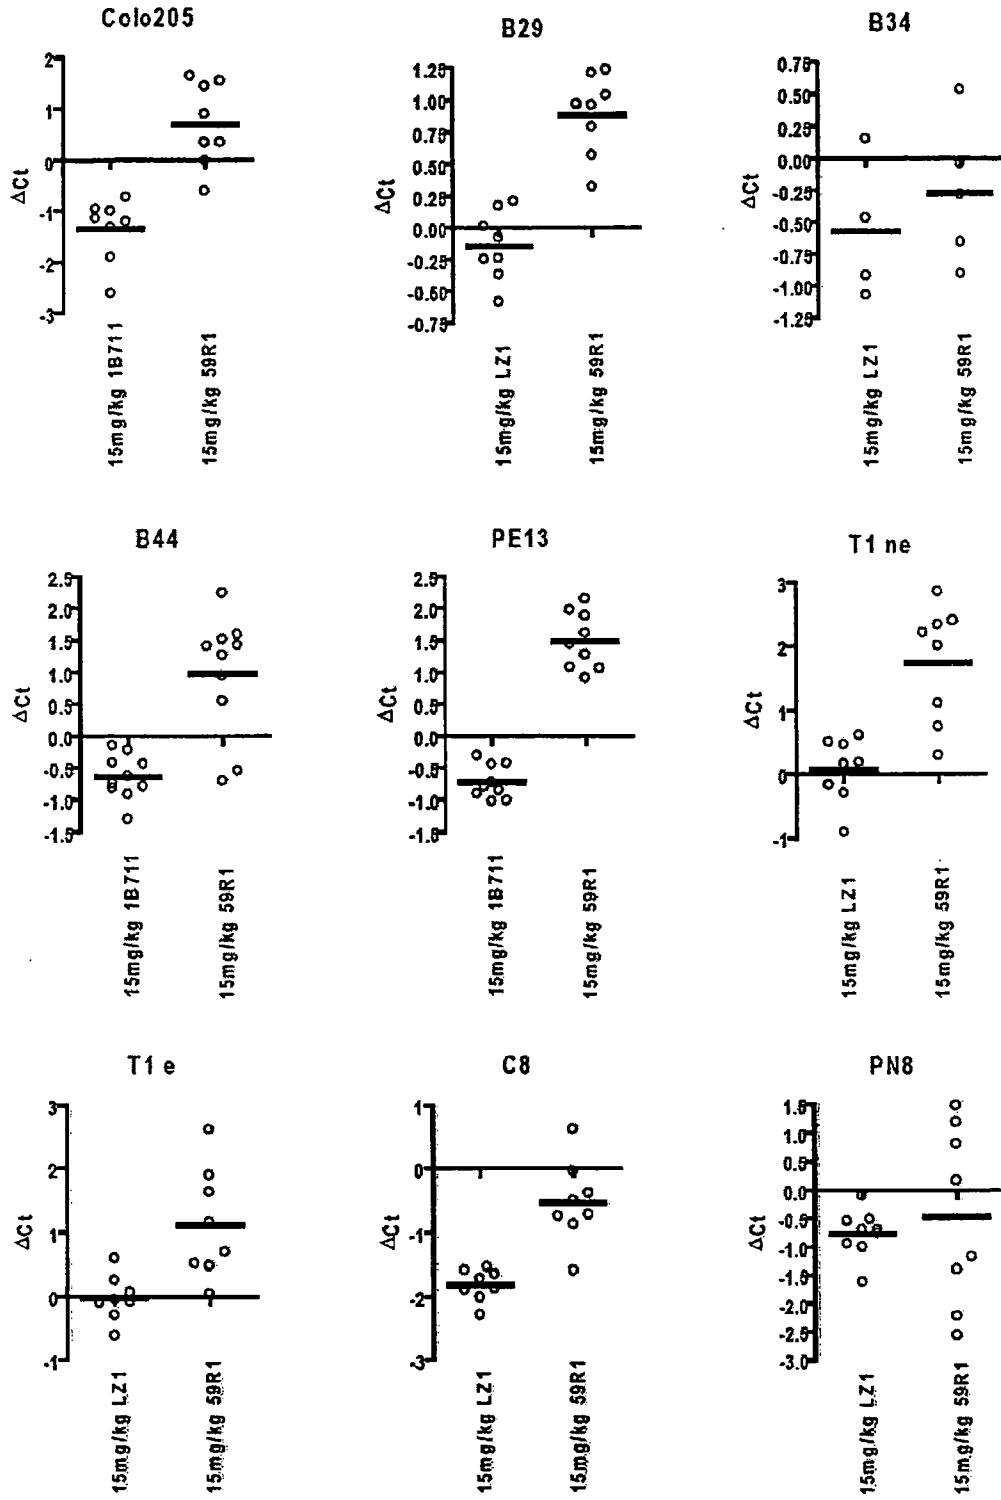 Colo205
B29
B34
2
1
0
-1
-2
-3
ΔCt
15mg/kg 1B711
15mg/kg 59R1
1.25
1.00
0.75
0.50
0.25
0.00
-0.25
-0.50
-0.75
ΔCt
15mg/kg LZ1
15mg/kg 59R1
0.75
0.50
0.25
0.00
-0.25
-0.50
-0.75
-1.00
-1.25
ΔCt
15mg/kg LZ1
15mg/kg 59R1
B44
PE13
T1 ne
2.5
2.0
1.5
1.0
0.5
0.0
-0.5
-1.0
-1.5
ΔCt
15mg/kg 1B711
15mg/kg 59R1
2.5
2.0
1.5
1.0
0.5
0.0
-0.5
-1.0
-1.5
ΔCt
15mg/kg 1B711
15mg/kg 59R1
3
2
1
0
-1
ΔCt
15mg/kg LZ1
15mg/kg 59R1
T1 e
C8
PN8
3
2
1
0
-1
ΔCt
15mg/kg LZ1
15mg/kg 59R1
1
0
-1
-2
-3
ΔCt
15mg/kg LZ1
15mg/kg 59R1
1.5
1.0
0.5
0.0
-0.5
-1.0
-1.5
-2.0
-2.5
-3.0
ΔCt
15mg/kg LZ1
15mg/kg 59R1